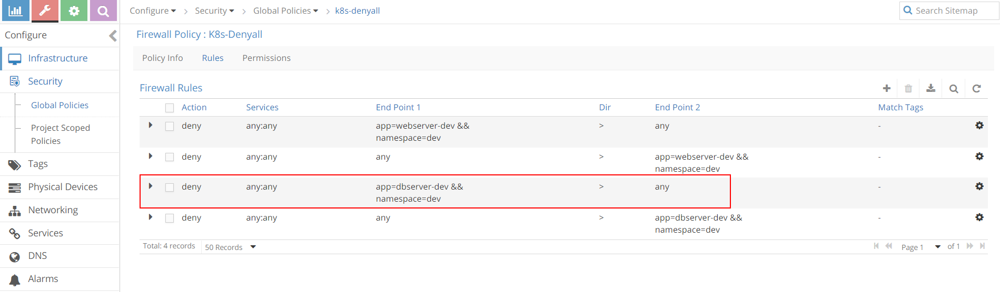 Configure Security Global Policies k8s-denyall
Search Sitemap
Configure
Infrastructure
Security
Global Policies
Project Scoped
Policies
Tags
Physical Devices
Networking
Services
DNS
Alarms
Firewall Policy : K8s-Denyall
Policy Info Rules Permissions
Firewall Rules
Action Services End Point 1 Dir End Point 2 Match Tags
deny any:any app=webserver-dev && > any -
namespace=dev
deny any:any any > app=webserver-dev && -
namespace=dev
deny any:any app=dbserver-dev && > any -
namespace=dev
deny any:any any > app=dbserver-dev && -
namespace=dev
Total: 4 records 50 Records Page 1 of 1